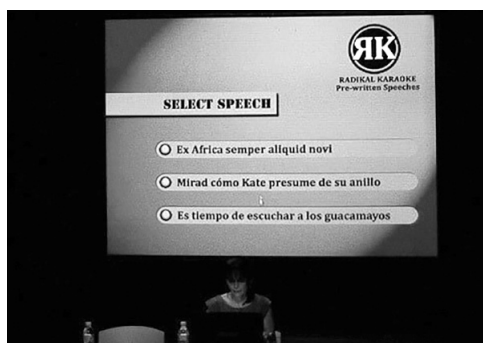 ЯK
RADIKAL KARAOKE
Pre-written Speeches
SELECT SPEECH
Ex Africa semper aliquid novi
Mirad cómo Kate presume de su anillo
Es tiempo de escuchar a los guacamayos